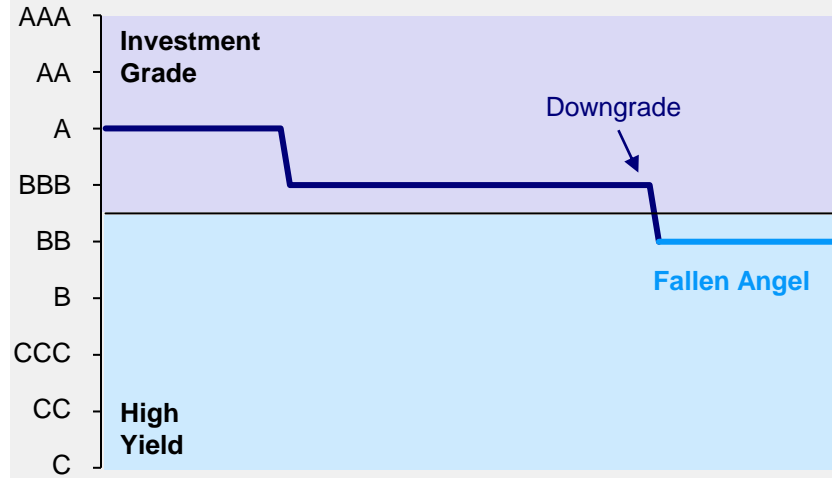 AAA
Investment
Grade
AA
Downgrade
A
BBB
BB
Fallen Angel
B
CCC
CC
High
Yield
C